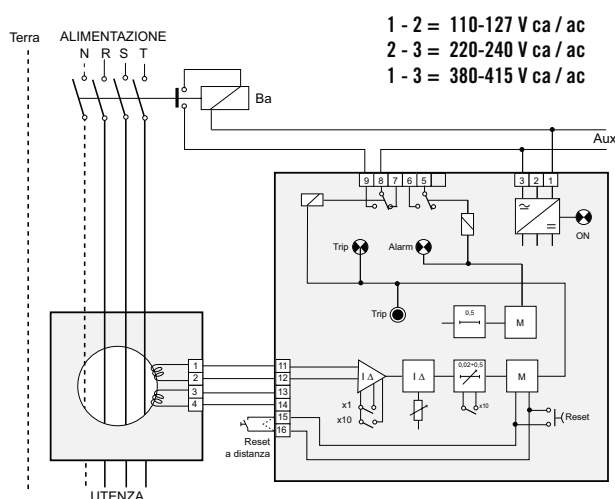 1 - 2 = 110-127 V ca / ac
2 - 3 = 220-240 V ca / ac
1 - 3 = 380-415 V ca / ac
Terra
ALIMENTAZIONE
N R S T
Ba
Aux
9 8 7 6 5
3 2 1
ON
Trip
Alarm
Trip
0,5
M
1
2
3
4
11
12
13
14
15
16
I Δ
I Δ
0,02÷0,5
M
x1
x10
x10
Reset
Reset
a distanza
UTENZA